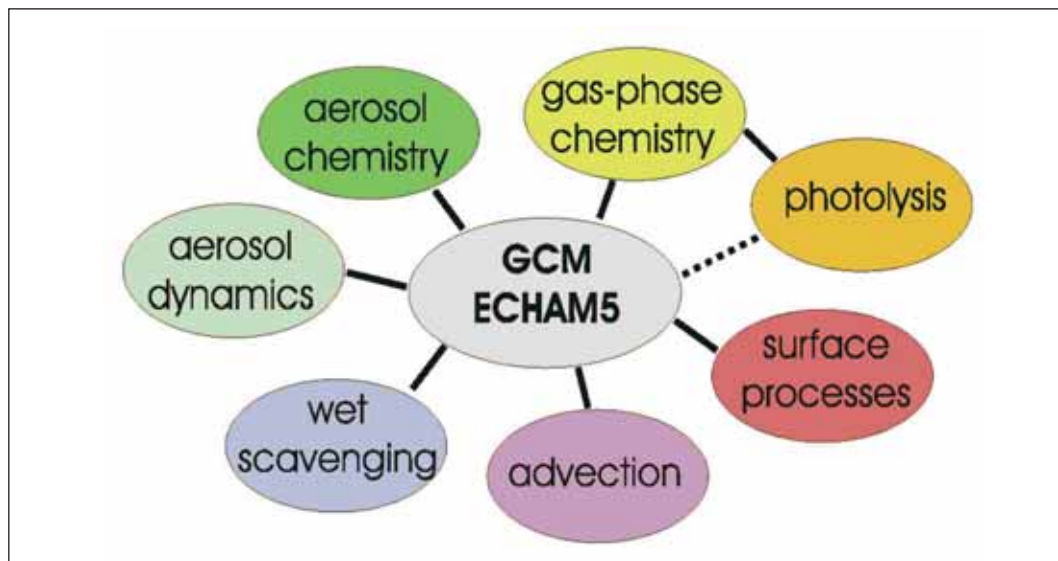 aerosol
chemistry
gas-phase
chemistry
photolysis
aerosol
dynamics
GCM
ECHAM5
surface
processes
wet
scavenging
advection